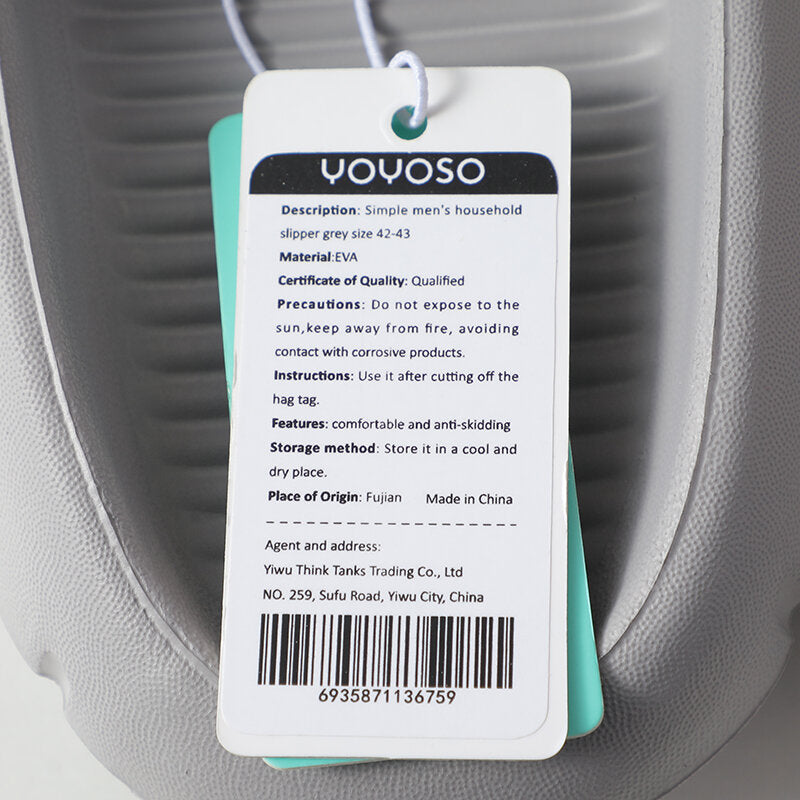 YOYOSO
Description: Simple men's household
slipper grey size 42-43
Material:EVA
Certificate of Quality: Qualified
Precautions: Do not expose to the
sun,keep away from fire, avoiding
contact with corrosive products.
Instructions: Use it after cutting off the
hag tag.
Features: comfortable and anti-skidding
Storage method: Store it in a cool and
dry place.
Place of Origin: Fujian Made in China
Agent and address:
Yiwu Think Tanks Trading Co., Ltd
NO. 259, Sufu Road, Yiwu City, China
6935871136759